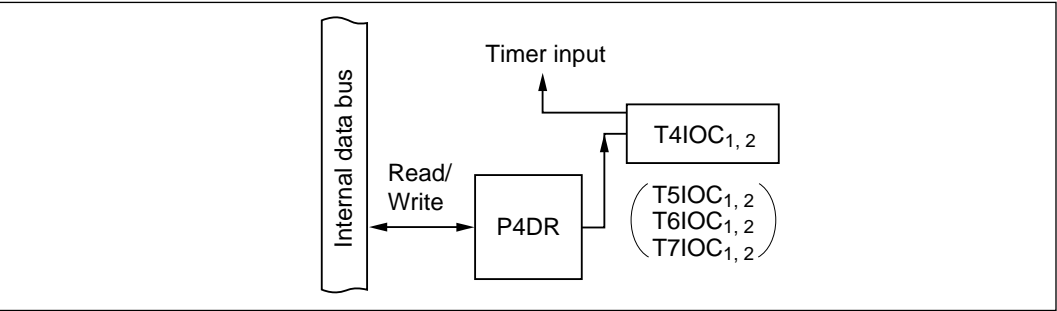 Internal data bus
Timer input
T4IOC1, 2
Read/
Write
P4DR
T5IOC1, 2
T6IOC1, 2
T7IOC1, 2